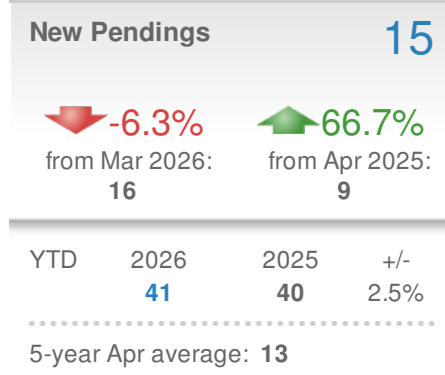 New Pendings 15
-6.3% 66.7%
from Mar 2026: from Apr 2025:
16 9
YTD 2026 2025 +/-
41 40 2.5%
5-year Apr average: 13